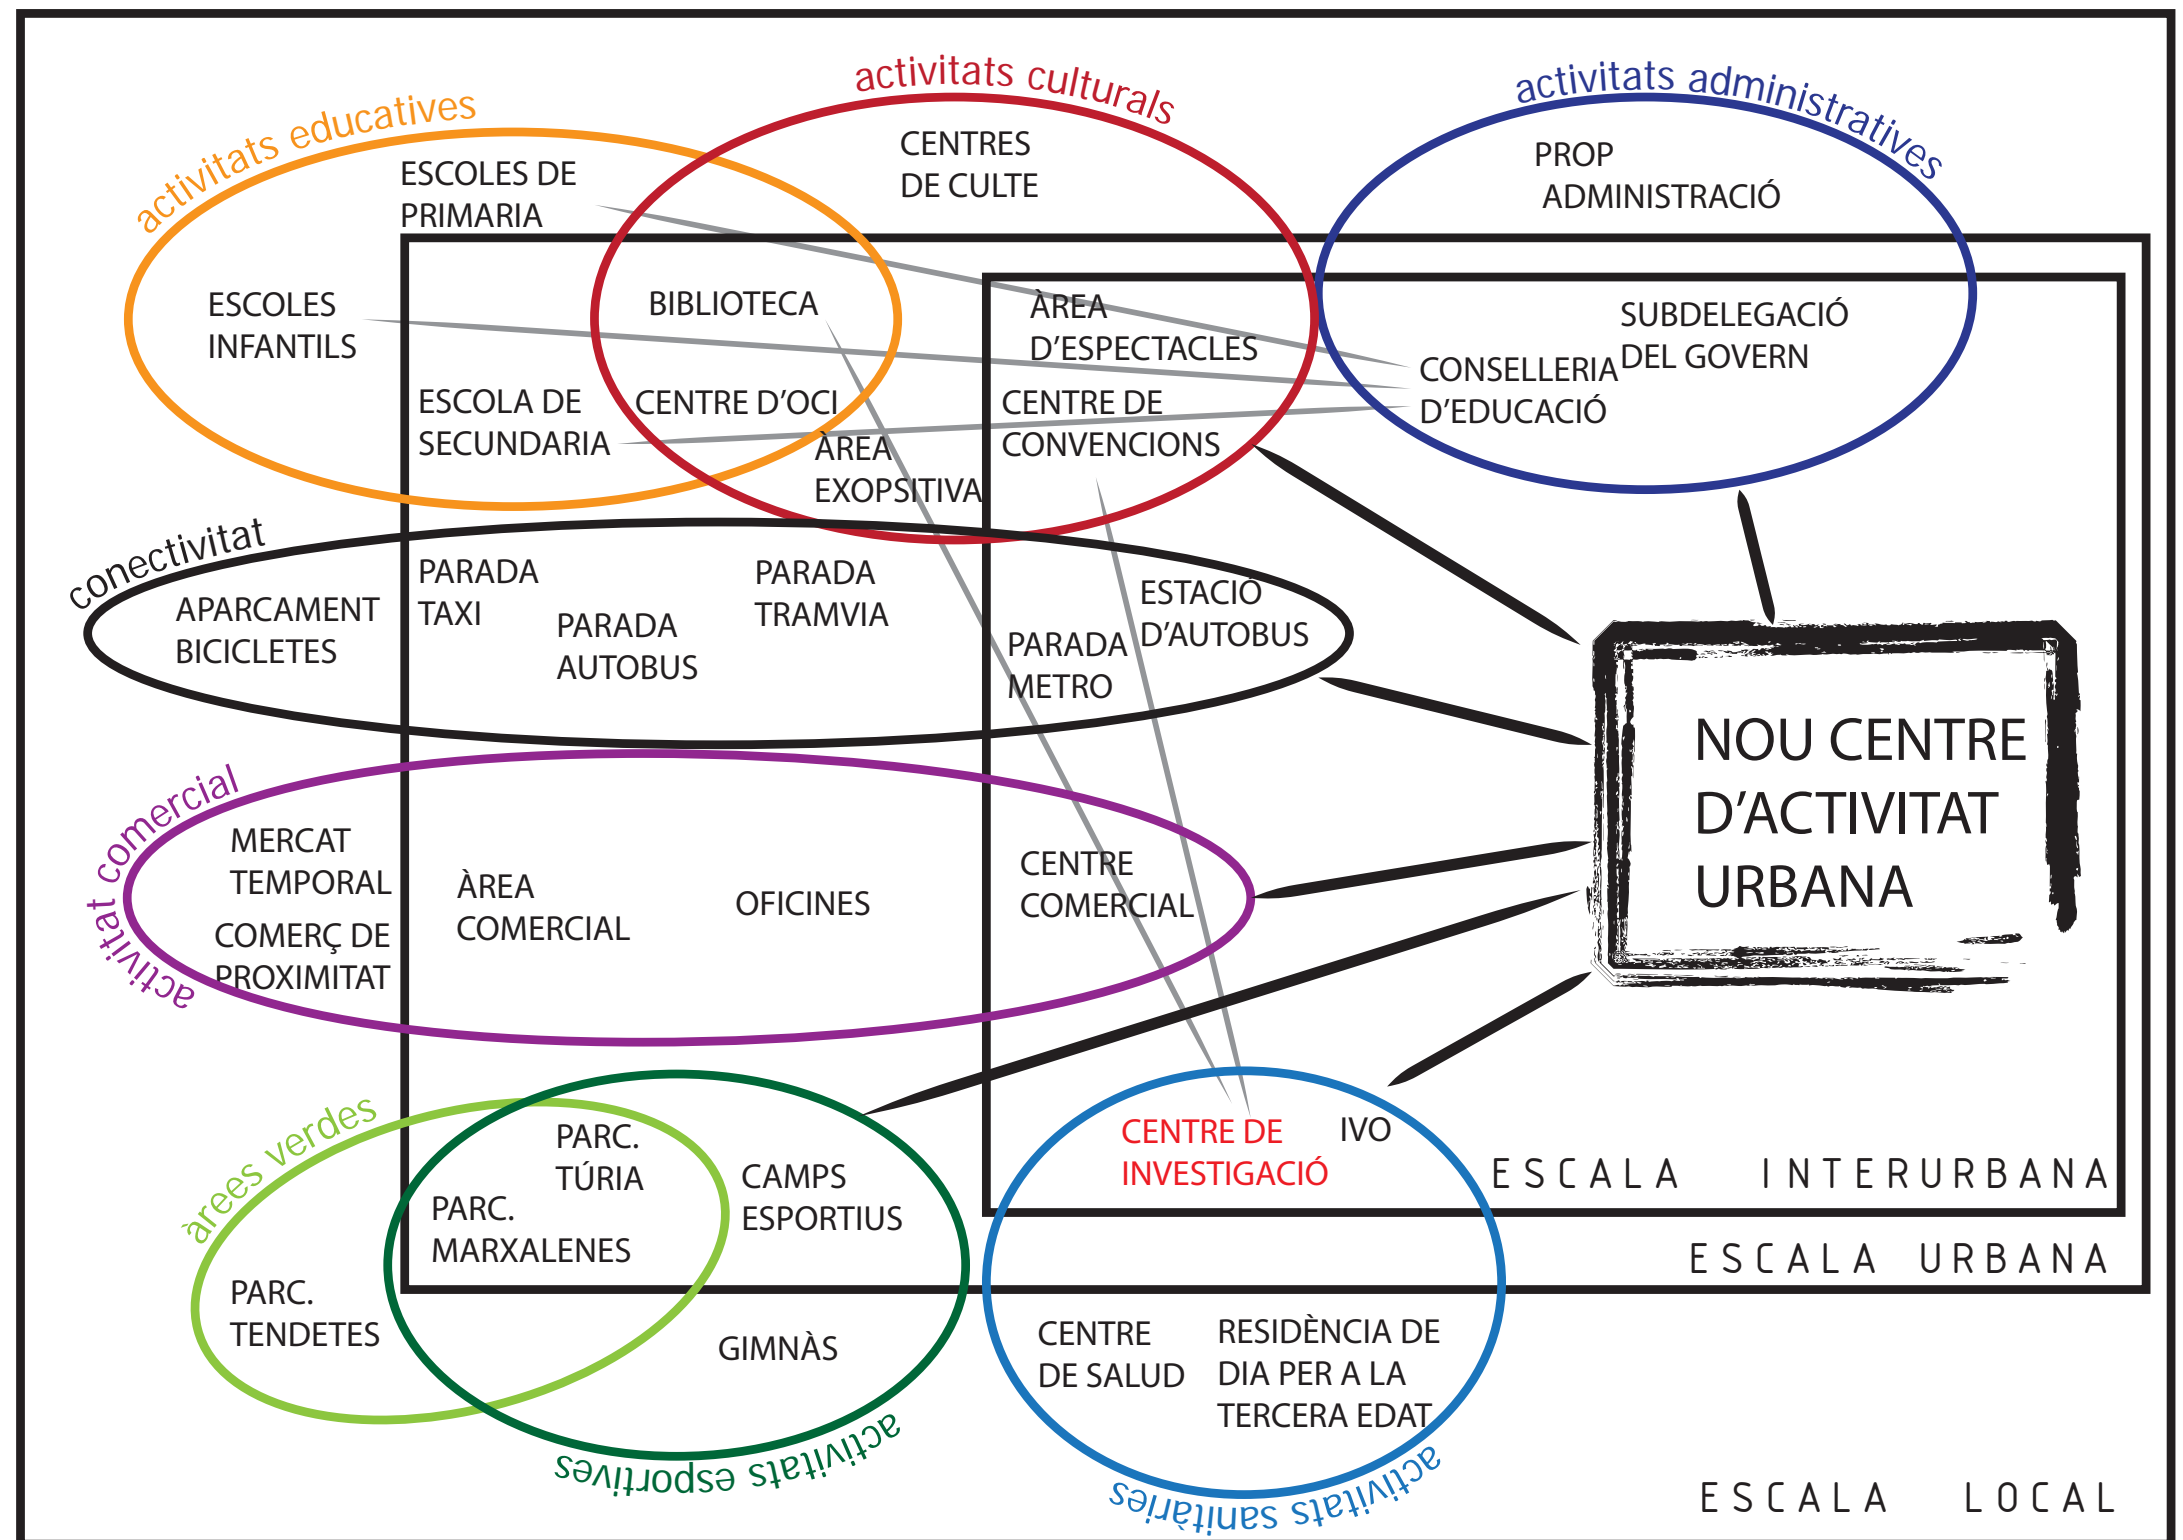 activitats educatives
activitats culturals
activitats administratives
ESCOLES DE
PRIMARIA
CENTRES
DE CULTE
PROP
ADMINISTRACIÓ
ESCOLES
INFANTILS
BIBLIOTECA
ÀREA
D'ESPECTACLES
SUBDELEGACIÓ
DEL GOVERN
CONSELLERIA
D'EDUCACIÓ
ESCOLA DE
SECUNDARIA
CENTRE D'OCI
ÀREA
EXOPSITIVA
CENTRE DE
CONVENCIONS
conectivitat
APARCAMENT
BICICLETES
PARADA
TAXI
PARADA
AUTOBUS
PARADA
TRAMVIA
PARADA
METRO
ESTACIÓ
D'AUTOBUS
NOU CENTRE
D'ACTIVITAT
URBANA
activitat comercial
MERCAT
TEMPORAL
COMERÇ DE
PROXIMITAT
ÀREA
COMERCIAL
OFICINES
CENTRE
COMERCIAL
àrees verdes
PARC.
TÚRIA
PARC.
MARXALENES
PARC.
TENDETES
CAMPS
ESPORTIUS
GIMNÀS
activitats esportives
CENTRE DE
INVESTIGACIÓ
IVO
CENTRE
DE SALUD
RESIDÈNCIA DE
DIA PER A LA
TERCERA EDAT
activitats sanitàries
ESCALA INTERURBANA
ESCALA URBANA
ESCALA LOCAL